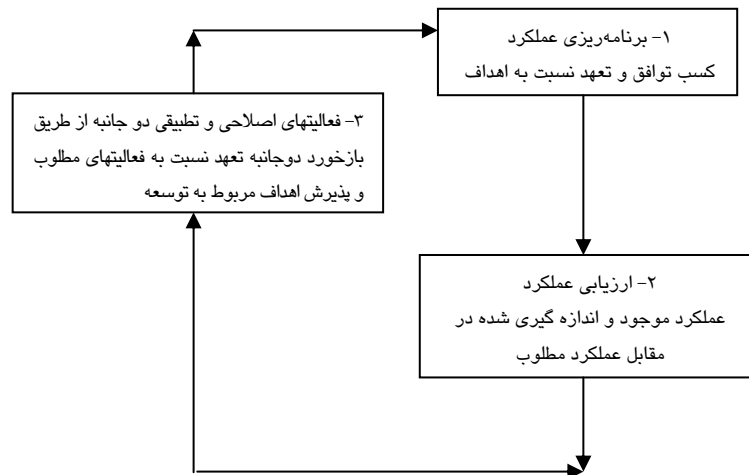 ۱- برنامه‌ریزی عملکرد
کسب توافق و تعهد نسبت به اهداف
۲- ارزیابی عملکرد
عملکرد موجود و اندازه گیری شده در
مقابل عملکرد مطلوب
۳- فعالیتهای اصلاحی و تطبیقی دو جانبه از طریق
بازخورد دوجانبه تعهد نسبت به فعالیتهای مطلوب
و پذیرش اهداف مربوط به توسعه